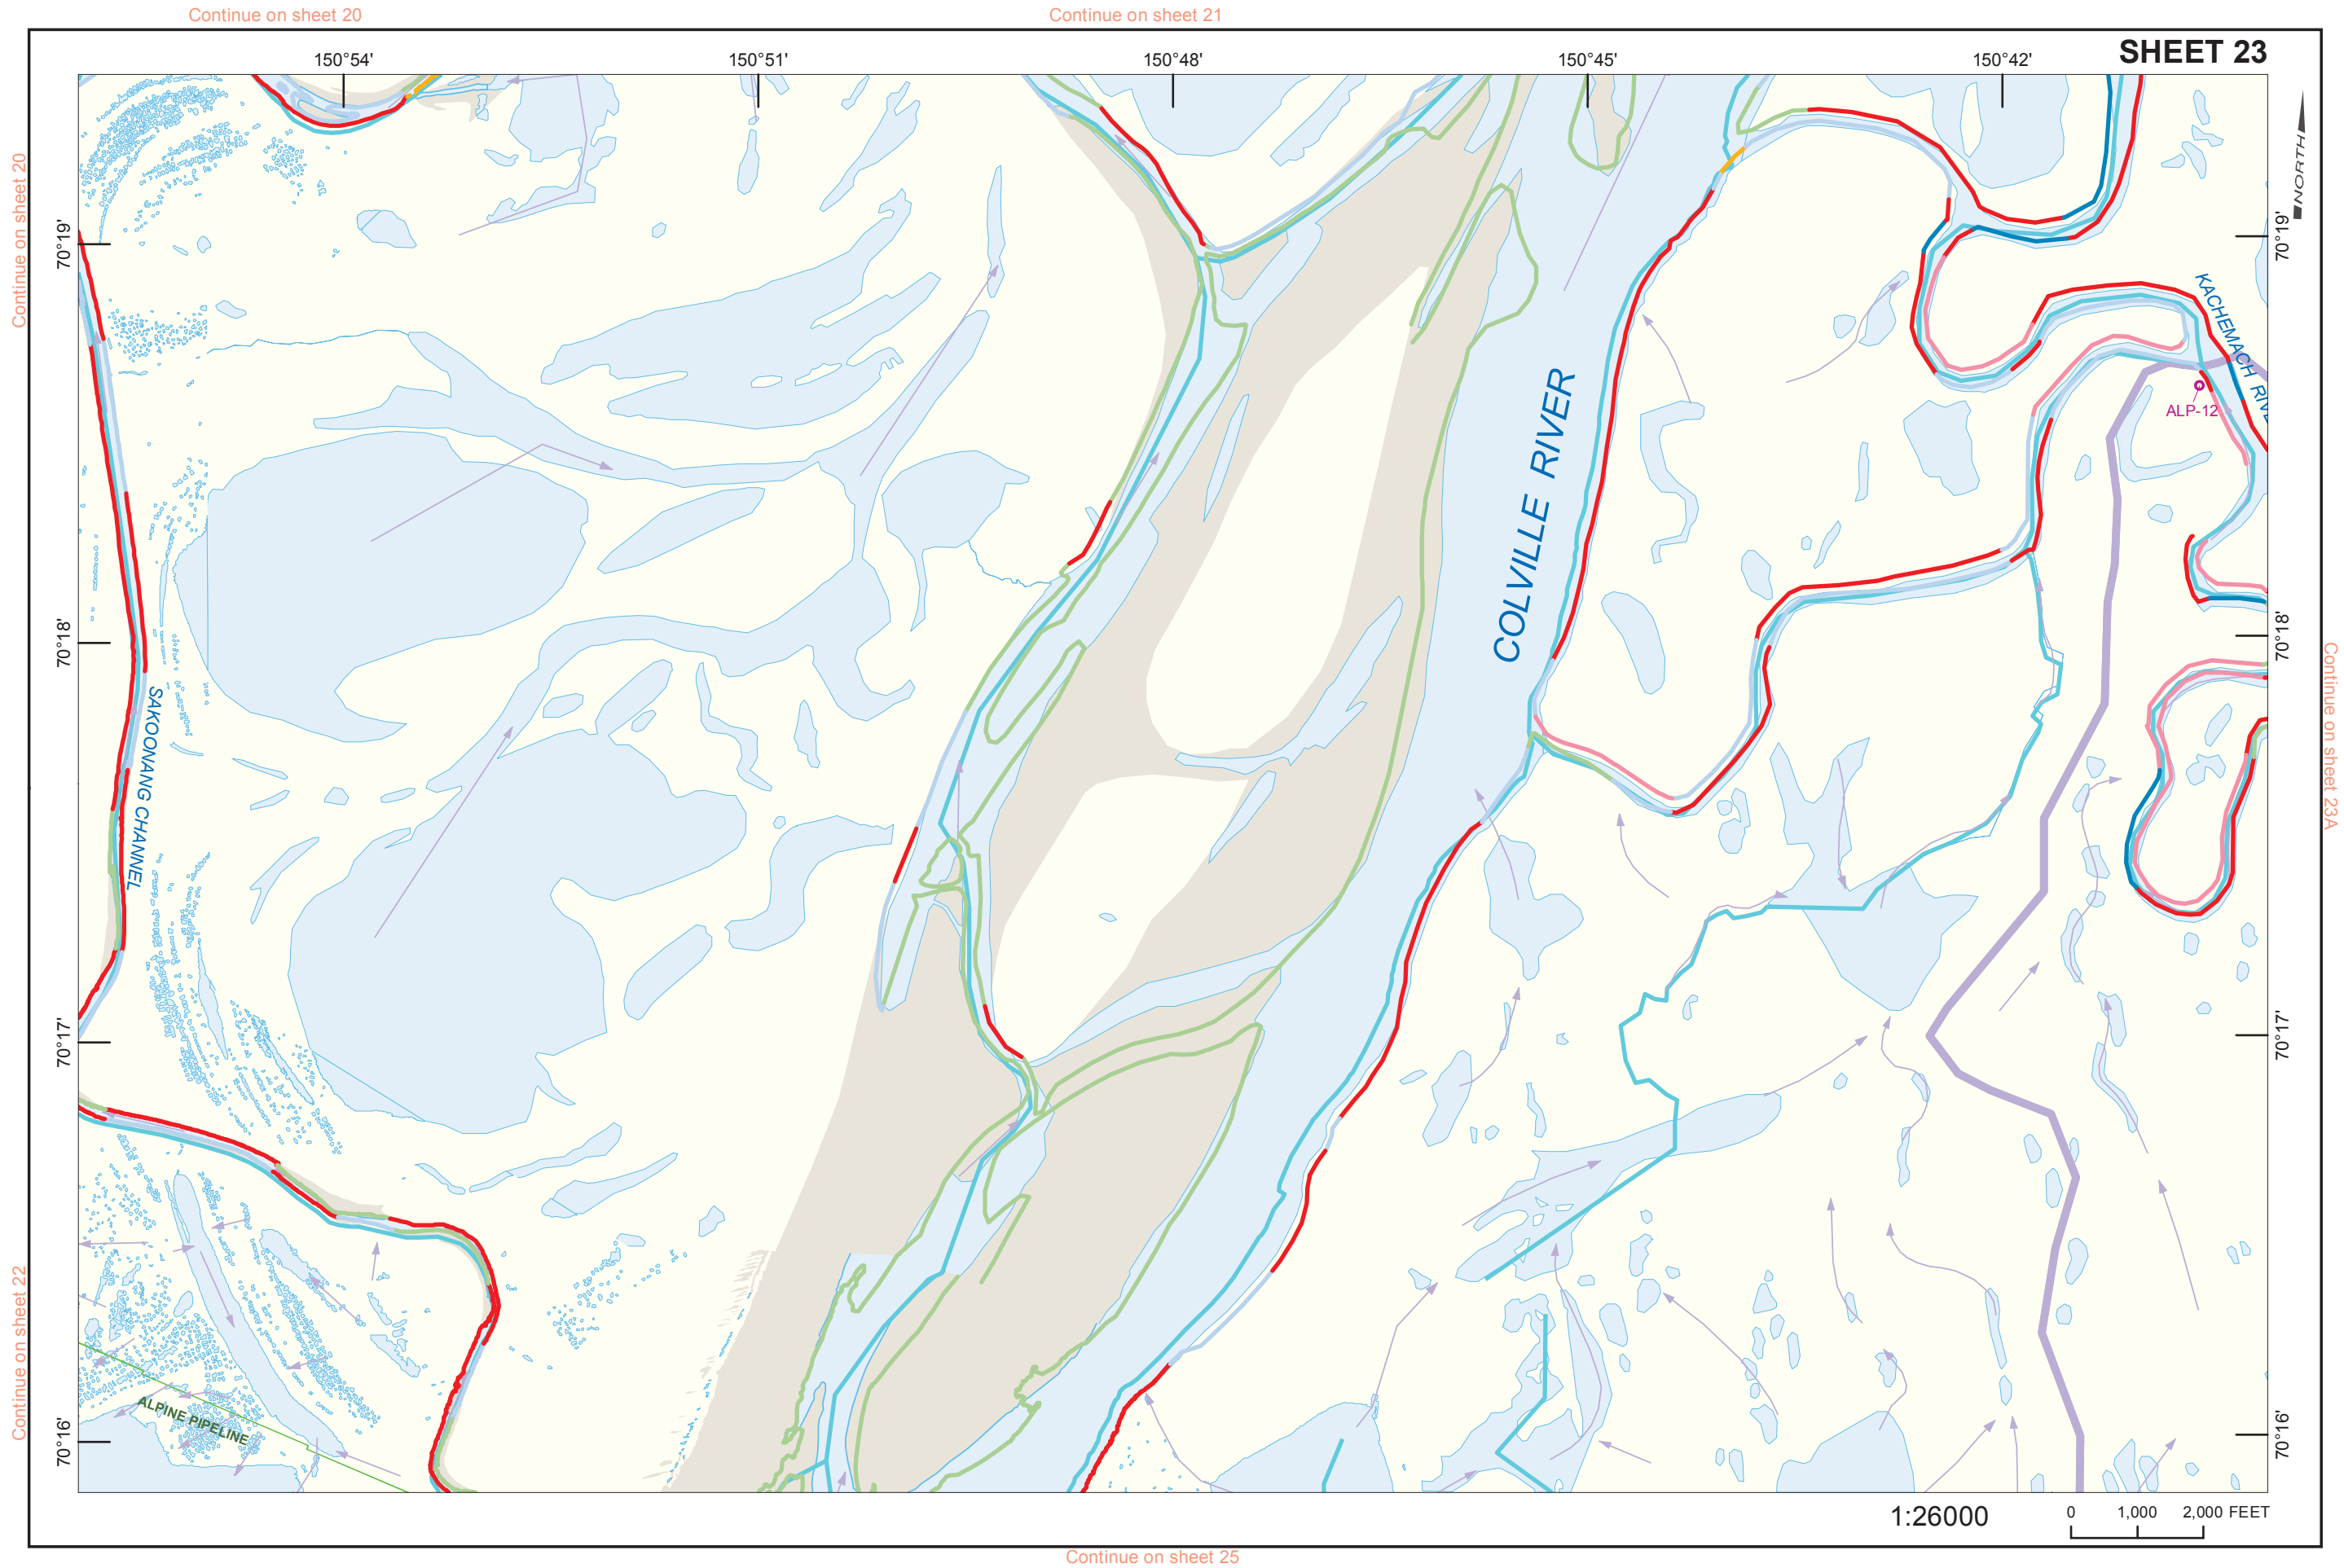 Continue on sheet 20
Continue on sheet 21
SHEET 23
150°54'
150°51'
150°48'
150°45'
150°42'
NORTH
Continue on sheet 20
70°19'
70°19'
KACHEMACH RIVE
ALP-12
COLVILLE RIVER
70°18'
70°18'
SAKOONANG CHANNEL
Continue on sheet 23A
70°17'
70°17'
Continue on sheet 22
ALPINE PIPELINE
70°16'
70°16'
1:26000
0 1,000 2,000 FEET
Continue on sheet 25